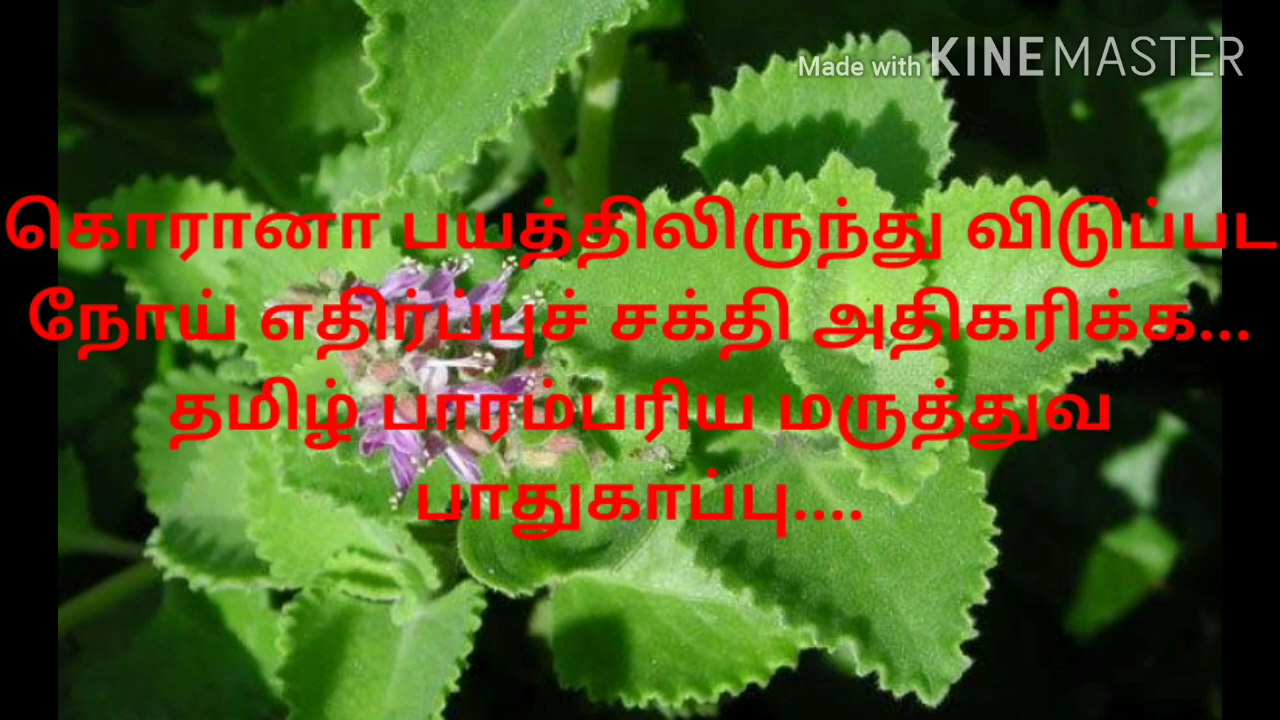 Made with KINEMASTER
கொரானா பயத்திலிருந்து விடுப்பட
நோய் எதிர்ப்புச் சக்தி அதிகரிக்க...
தமிழ் பாரம்பரிய மருத்துவ
பாதுகாப்பு....